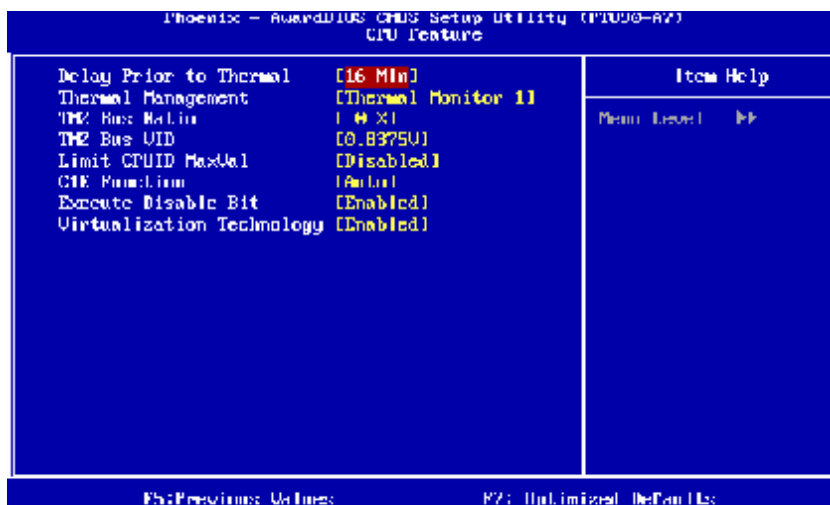 Phoenix - AwardBIOS CMOS Setup Utility
CPU Feature
Delay Prior to Thermal [16 Min]
Thermal Management [Thermal Monitor 1]
TM2 Bus Ratio [ 0 X]
TM2 Bus VID [0.8375V]
Limit CPUID MaxVal [Disabled]
C1E Function [Auto]
Execute Disable Bit [Enabled]
Virtualization Technology [Enabled]
Item Help
Menu Level ▶▶
F5:Previous Values F7: Optimized Defaults